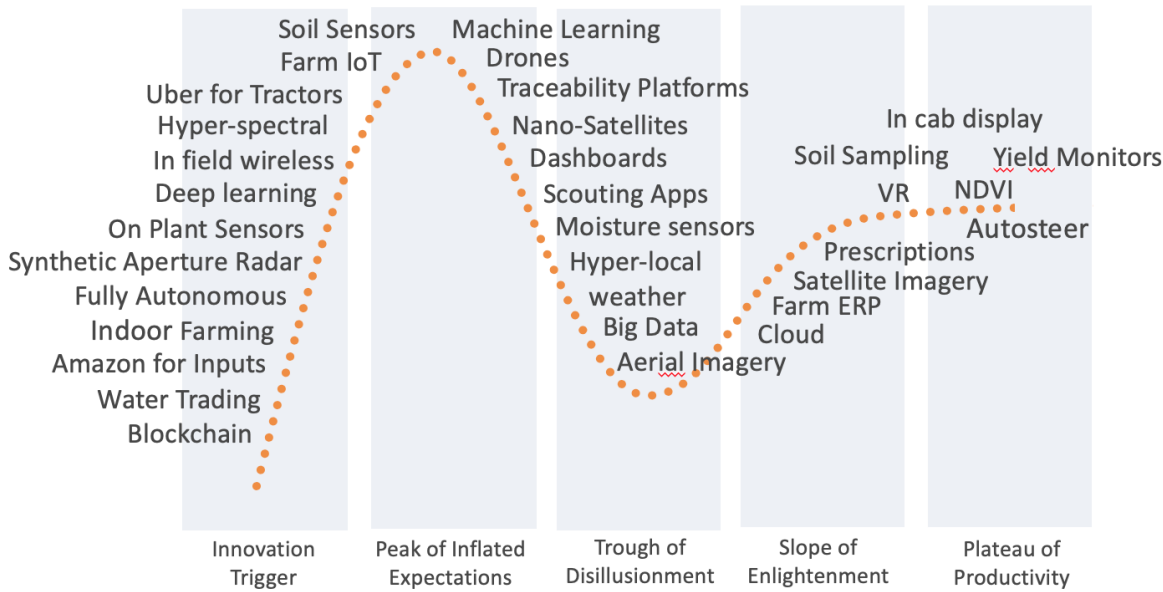 Soil Sensors
Farm IoT
Uber for Tractors
Hyper-spectral
In field wireless
Deep learning
On Plant Sensors
Synthetic Aperture Radar
Fully Autonomous
Indoor Farming
Amazon for Inputs
Water Trading
Blockchain
Machine Learning
Drones
Traceability Platforms
Nano-Satellites
Dashboards
Scouting Apps
Moisture sensors
Hyper-local
weather
Big Data
Aerial Imagery
In cab display
Soil Sampling
Yield Monitors
VR
NDVI
Autosteer
Prescriptions
Satellite Imagery
Farm ERP
Cloud
Innovation
Trigger
Peak of Inflated
Expectations
Trough of
Disillusionment
Slope of
Enlightenment
Plateau of
Productivity